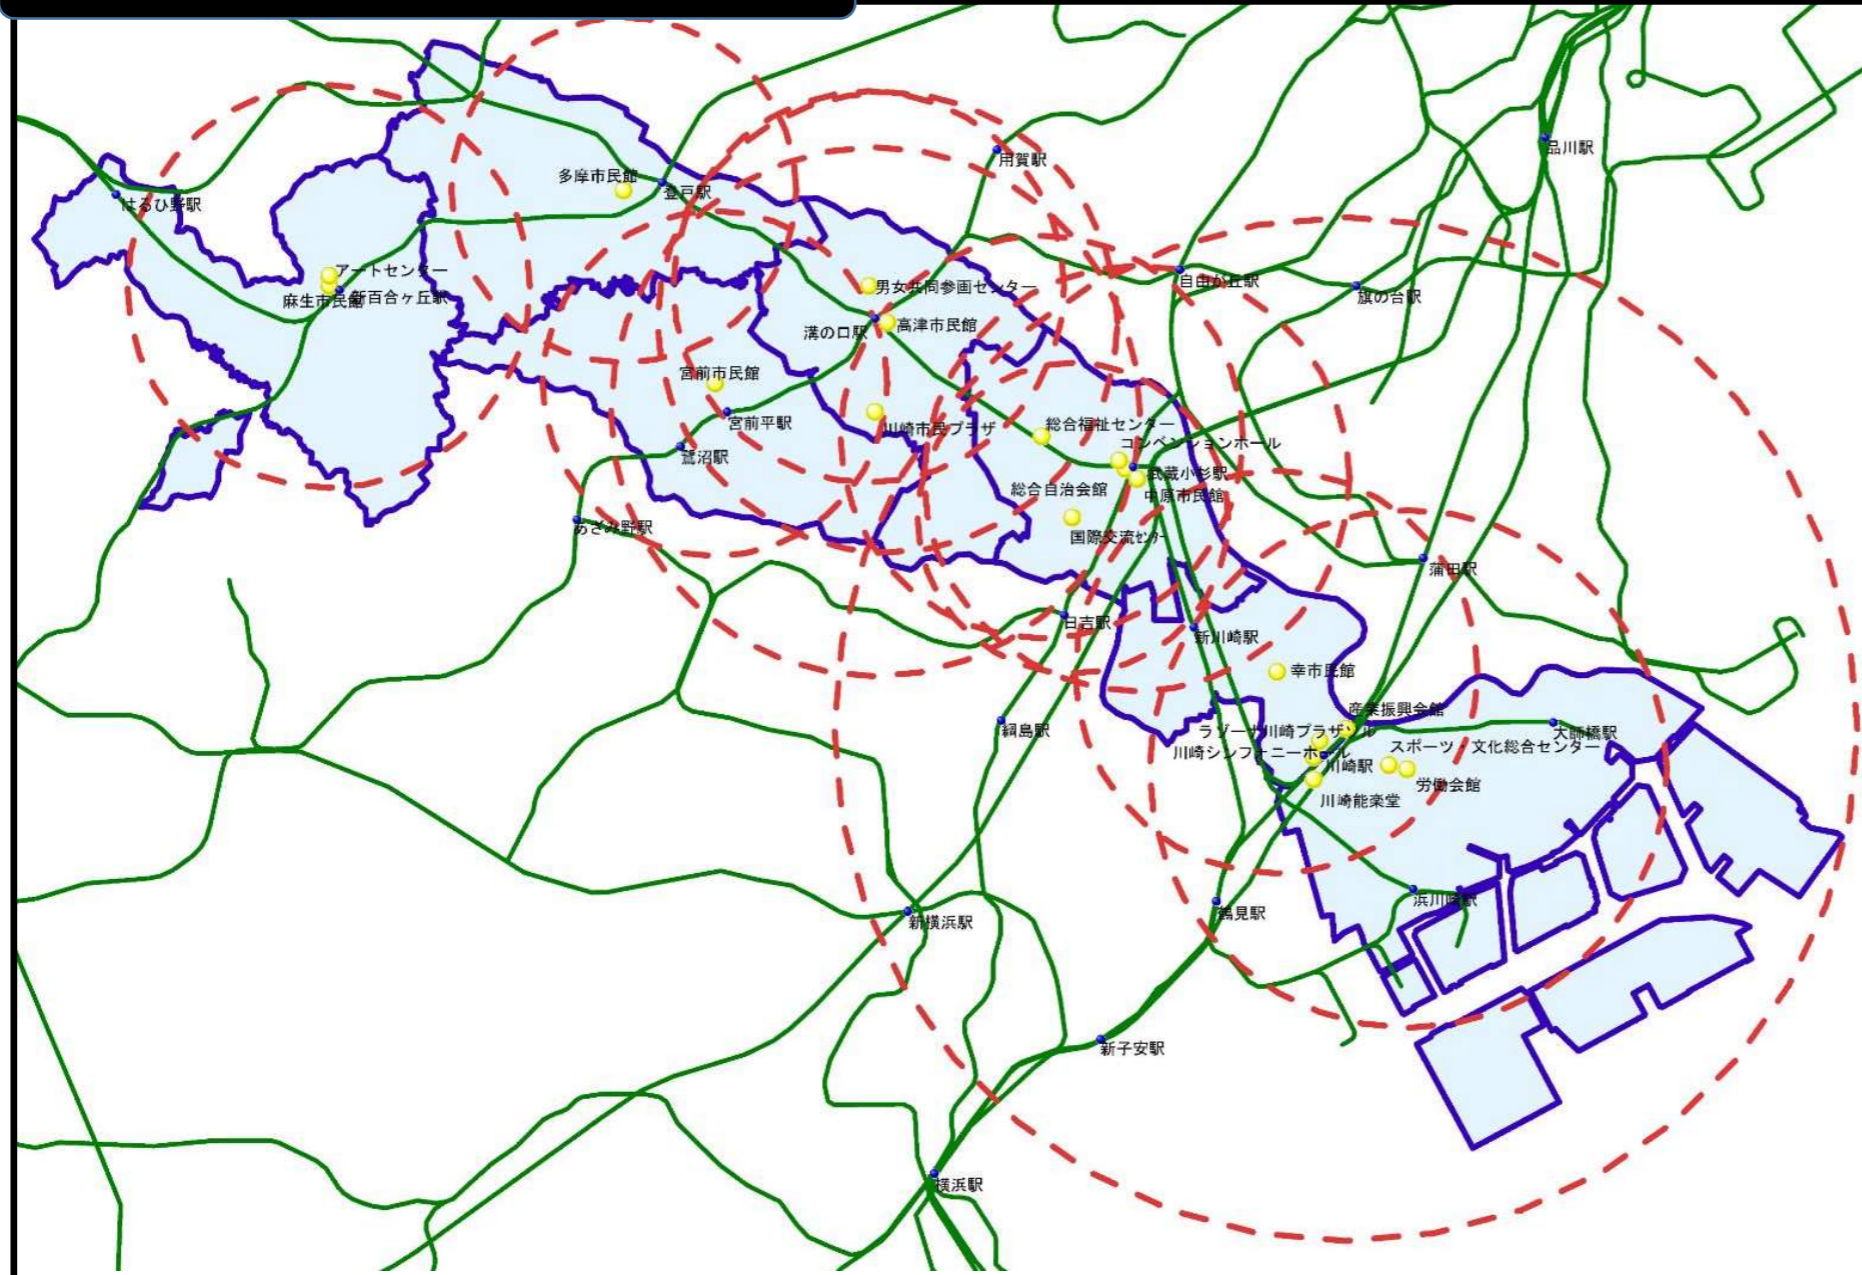 用賀駅
品川駅
多摩市民館
登戸駅
はるひ野駅
アートセンター
麻生市民館
新百合ヶ丘駅
男女共同参画センター
自由が丘駅
旗の台駅
溝の口駅
高津市民館
宮前市民館
宮前平駅
川崎市民プラザ
総合福祉センター
コンベンションホール
鷺沼駅
武蔵小杉駅
総合自治会館
中原市民館
あざみ野駅
国際交流センター
蒲田駅
日吉駅
新川崎駅
幸市民館
産業振興会館
綱島駅
ラゾーナ川崎プラザソル
大師橋駅
川崎シンフォニーホール
スポーツ・文化総合センター
川崎駅
労働会館
川崎能楽堂
浜川崎駅
鶴見駅
新横浜駅
新子安駅
横浜駅